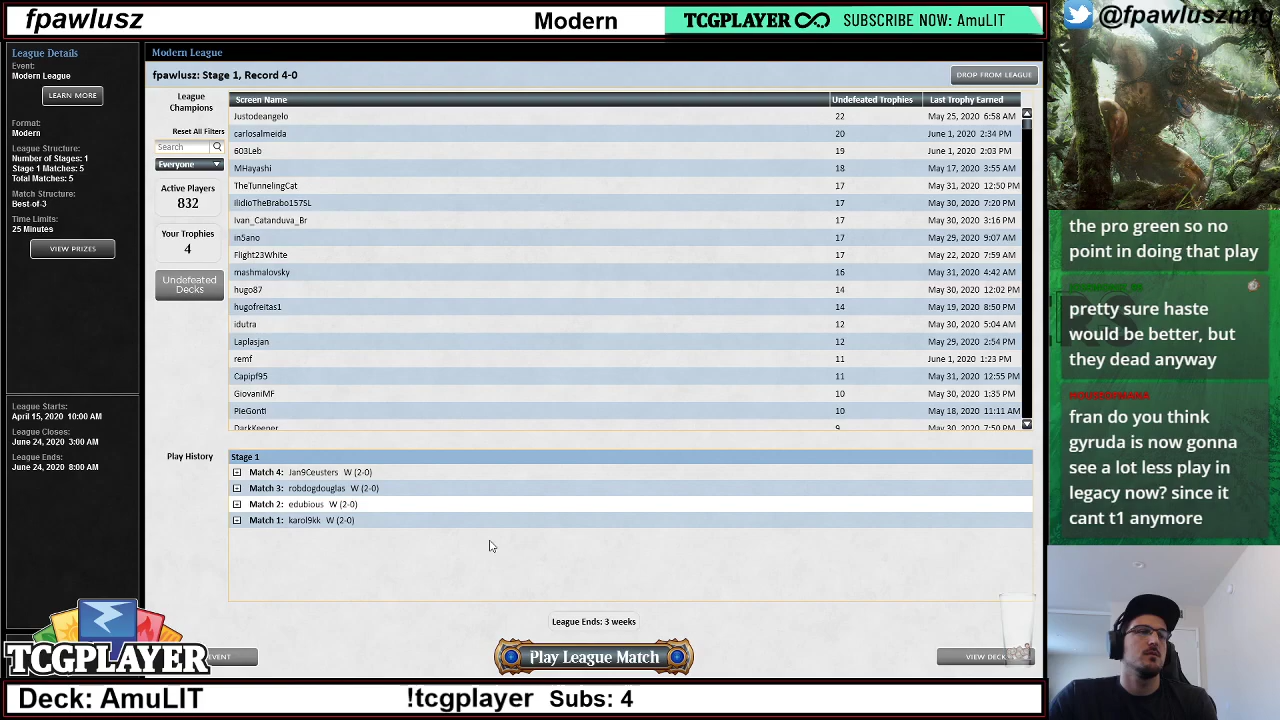 fpawlusz
Modern
TCGPLAYER SUBSCRIBE NOW: AmuLIT
@fpawluszmtg
League Details
Event:
Modern League
LEARN MORE
Format:
Modern
League Structure:
Number of Stages: 1
Stage 1 Matches: 5
Total Matches: 5
Match Structure:
Best-of-3
Time Limits:
25 Minutes
VIEW PRIZES
League Starts:
April 15, 2020 10:00 AM
League Closes:
June 24, 2020 3:00 AM
League Ends:
June 24, 2020 8:00 AM
Modern League
fpawlusz: Stage 1, Record 4-0
DROP FROM LEAGUE
League
Champions
Reset All Filters
Search
Everyone
Active Players
832
Your Trophies
4
Undefeated
Decks
Screen Name Undefeated Trophies Last Trophy Earned
Justodeangelo 22 May 25, 2020 6:58 AM
carlosalmeida 20 June 1, 2020 2:34 PM
603Leb 19 June 1, 2020 2:03 PM
MHayashi 18 May 17, 2020 3:55 AM
TheTunnelingCat 17 May 31, 2020 12:50 PM
ilidioTheBrabo157SL 17 May 30, 2020 7:20 PM
Ivan_Catanduva_Br 17 May 30, 2020 3:16 PM
in5ano 17 May 29, 2020 9:07 AM
Flight23White 17 May 22, 2020 7:59 AM
mashmalovsky 16 May 31, 2020 4:42 AM
hugo87 14 May 30, 2020 12:02 PM
hugofreitas1 14 May 19, 2020 8:50 PM
idutra 12 May 30, 2020 5:04 AM
Laplasjan 12 May 29, 2020 2:54 PM
remf 11 June 1, 2020 1:23 PM
Capipf95 11 May 31, 2020 12:55 PM
GiovaniMF 10 May 30, 2020 1:35 PM
PieGonti 10 May 18, 2020 11:11 AM
DarkKeeper 9 May 30, 2020 7:50 PM
Play History
Stage 1
Match 4: Jan9Ceusters W (2-0)
Match 3: robdogdouglas W (2-0)
Match 2: edubious W (2-0)
Match 1: karol9kk W (2-0)
League Ends: 3 weeks
Play League Match
EVENT
VIEW DECK
the pro green so no
point in doing that play
pretty sure haste
would be better, but
they dead anyway
fran do you think
gyruda is now gonna
see a lot less play in
legacy now? since it
cant t1 anymore
TCGPLAYER
Deck: AmuLIT
!tcgplayer Subs: 4